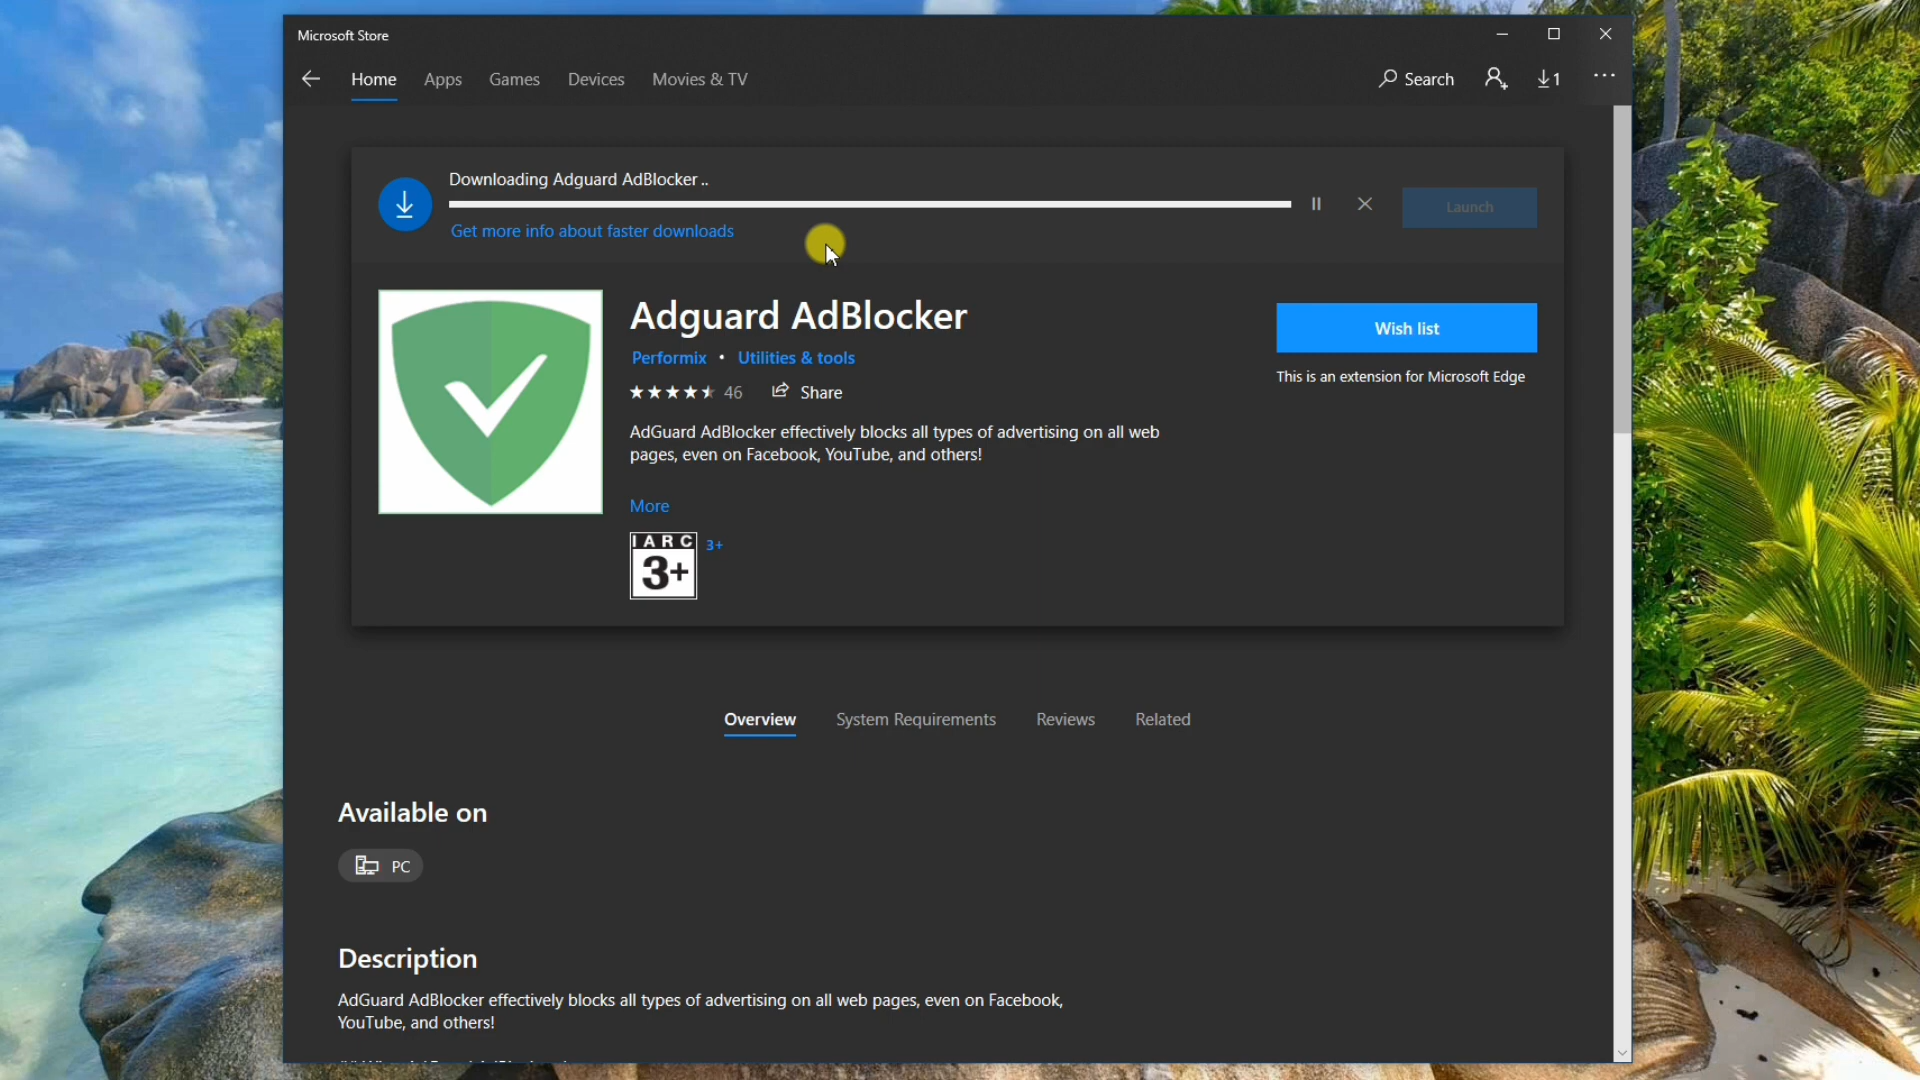 Microsoft Store
Home Apps Games Devices Movies & TV Search 1
Downloading Adguard AdBlocker ..
Get more info about faster downloads
Launch
Adguard AdBlocker
Performix • Utilities & tools
46 Share
AdGuard AdBlocker effectively blocks all types of advertising on all web
pages, even on Facebook, YouTube, and others!
More
IARC
3+
3+
Wish list
This is an extension for Microsoft Edge
Overview System Requirements Reviews Related
Available on
PC
Description
AdGuard AdBlocker effectively blocks all types of advertising on all web pages, even on Facebook,
YouTube, and others!